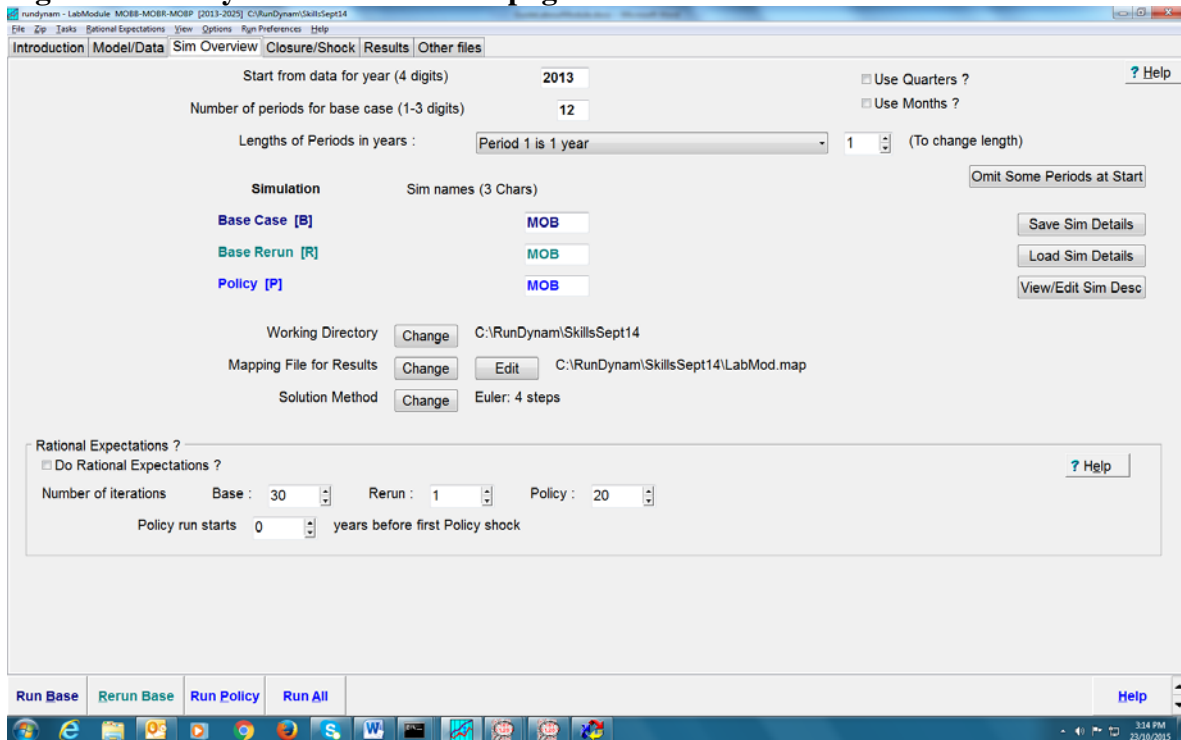 rundynam - LabModule MOBB-MOBR-MOBP [2013-2025] C:\RunDynam\SkillsSept14
File Zip Tasks Rational Expectations View Options Run Preferences Help
Introduction Model/Data Sim Overview Closure/Shock Results Other files
Start from data for year (4 digits) 2013 Use Quarters ? ? Help
Number of periods for base case (1-3 digits) 12 Use Months ?
Lengths of Periods in years : Period 1 is 1 year 1 (To change length)
Omit Some Periods at Start
Simulation Sim names (3 Chars)
Base Case [B] MOB Save Sim Details
Base Rerun [R] MOB Load Sim Details
Policy [P] MOB View/Edit Sim Desc
Working Directory Change C:\RunDynam\SkillsSept14
Mapping File for Results Change Edit C:\RunDynam\SkillsSept14\LabMod.map
Solution Method Change Euler: 4 steps
Rational Expectations ?
Do Rational Expectations ? ? Help
Number of iterations Base : 30 Rerun : 1 Policy : 20
Policy run starts 0 years before first Policy shock
Run Base Rerun Base Run Policy Run All Help
3:14 PM
23/10/2015